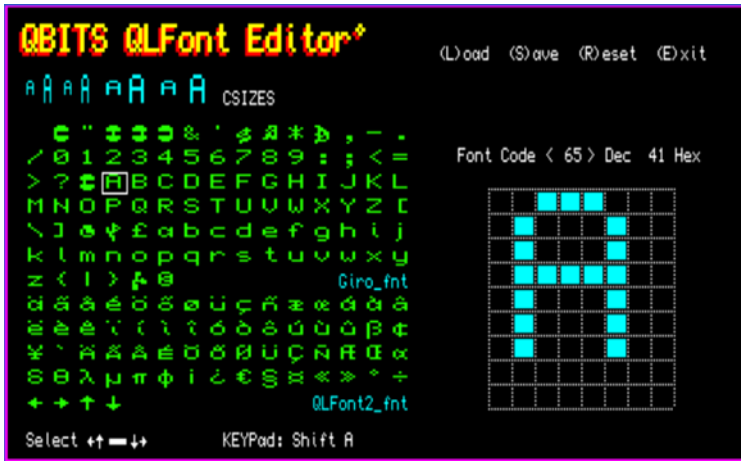 QBITS QLFont Editor°
(L)oad (S)ave (R)eset (E)xit
A A A A A A A A CSIZES
& ' * , - .
/ 0 1 2 3 4 5 6 7 8 9 : ; < =
> ? A B C D E F G H I J K L
M N O P Q R S T U V W X Y Z [
\ ] £ a b c d e f g h i j
k l m n o p q r s t u v w x y
z { | }
Giro_fnt
ä ã å é ö õ ø ü ç ñ æ œ á à â
ë è ê ï í ì î ó ò ô ú ù û β ¢
¥ ` Ä Ã Å É Ö Õ Ø Ü Ç Ñ Æ Œ α
λ μ π φ ¡ ¿ € § ¤ « » ° ÷
← → ↑ ↓
QLFont2_fnt
Font Code < 65 > Dec 41 Hex
Select ←↑ ↓→ KEYPad: Shift A